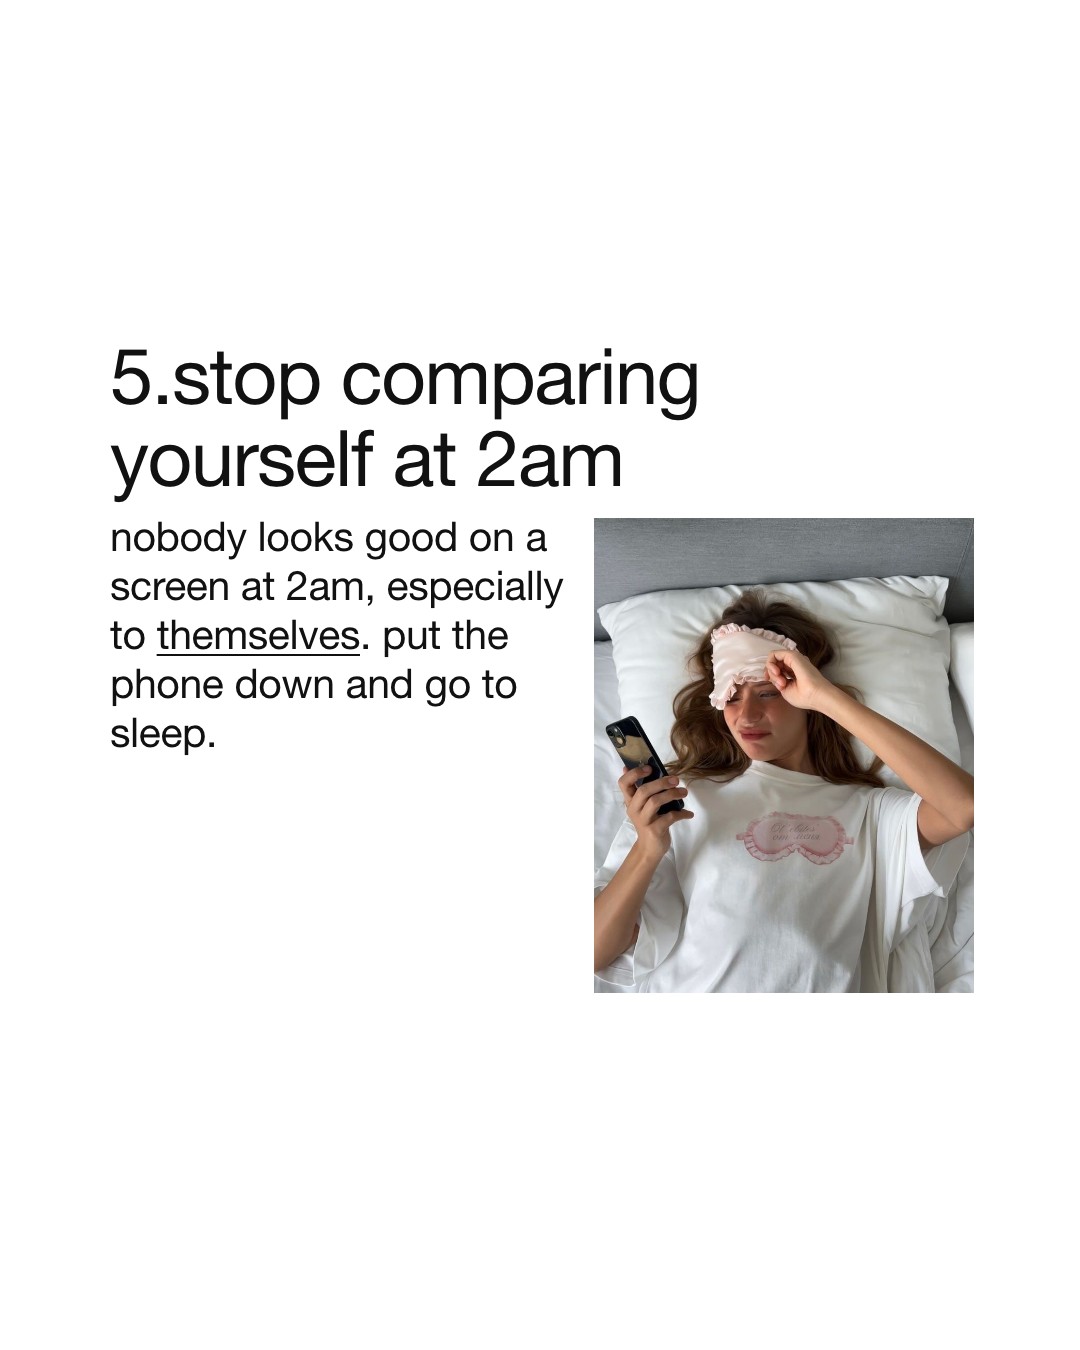 5.stop comparing
yourself at 2am
nobody looks good on a
screen at 2am, especially
to themselves. put the
phone down and go to
sleep.